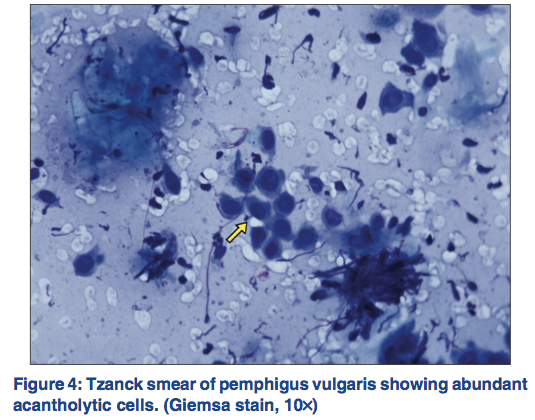 Figure 4: Tzanck smear of pemphigus vulgaris showing abundant
acantholytic cells. (Giemsa stain, 10×)